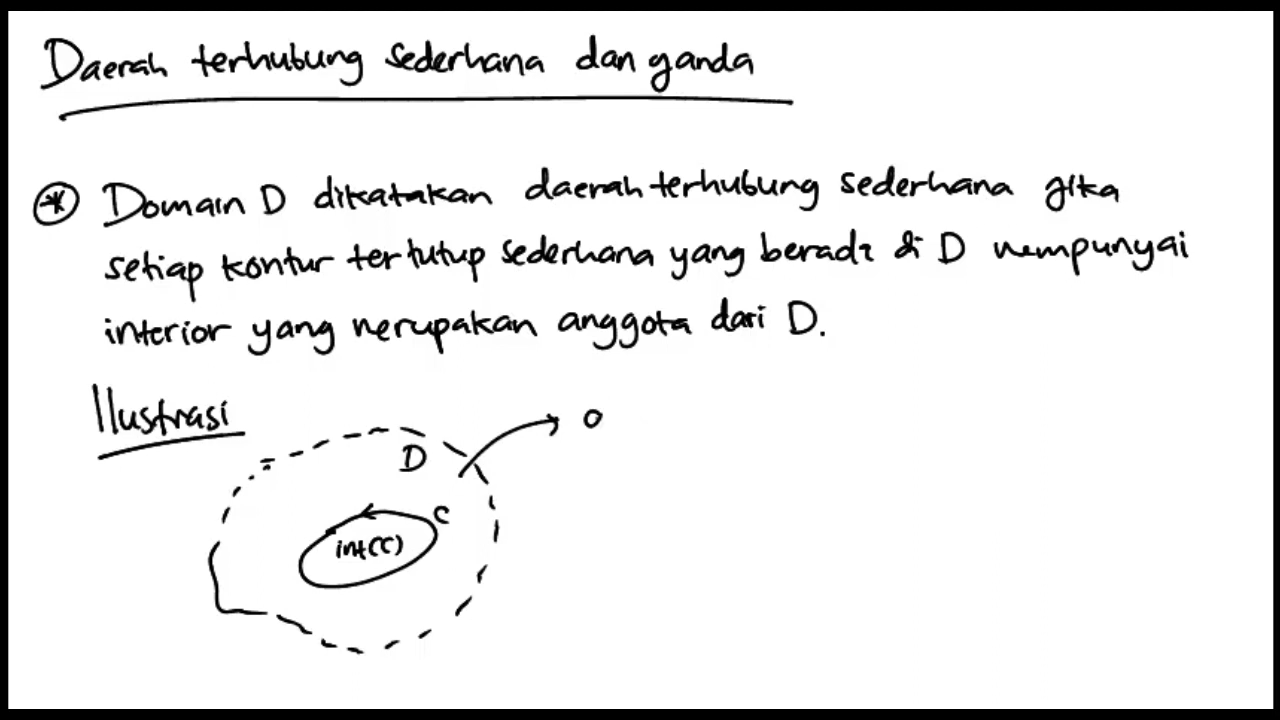 Daerah terhubung sederhana dan ganda
* Domain D dikatakan daerah terhubung sederhana jika
setiap kontur tertutup sederhana yang berada di D mempunyai
interior yang merupakan anggota dari D.
Ilustrasi
D
o
C
int(C)